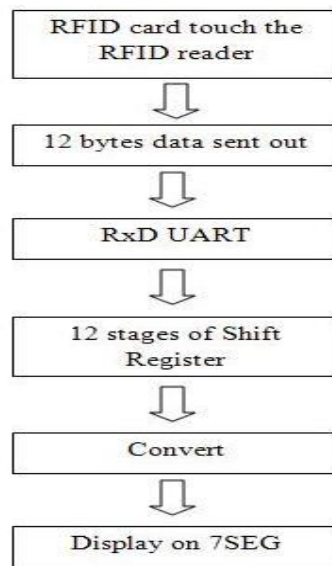 RFID card touch the
RFID reader
12 bytes data sent out
RxD UART
12 stages of Shift
Register
Convert
Display on 7SEG